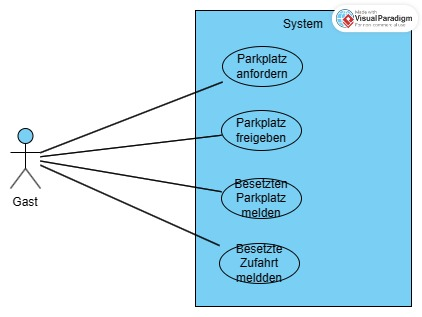 Made with
Visual Paradigm
For non-commercial use
System
Parkplatz
anfordern
Parkplatz
freigeben
Besetzten
Parkplatz
melden
Besetzte
Zufahrt
meldden
Gast